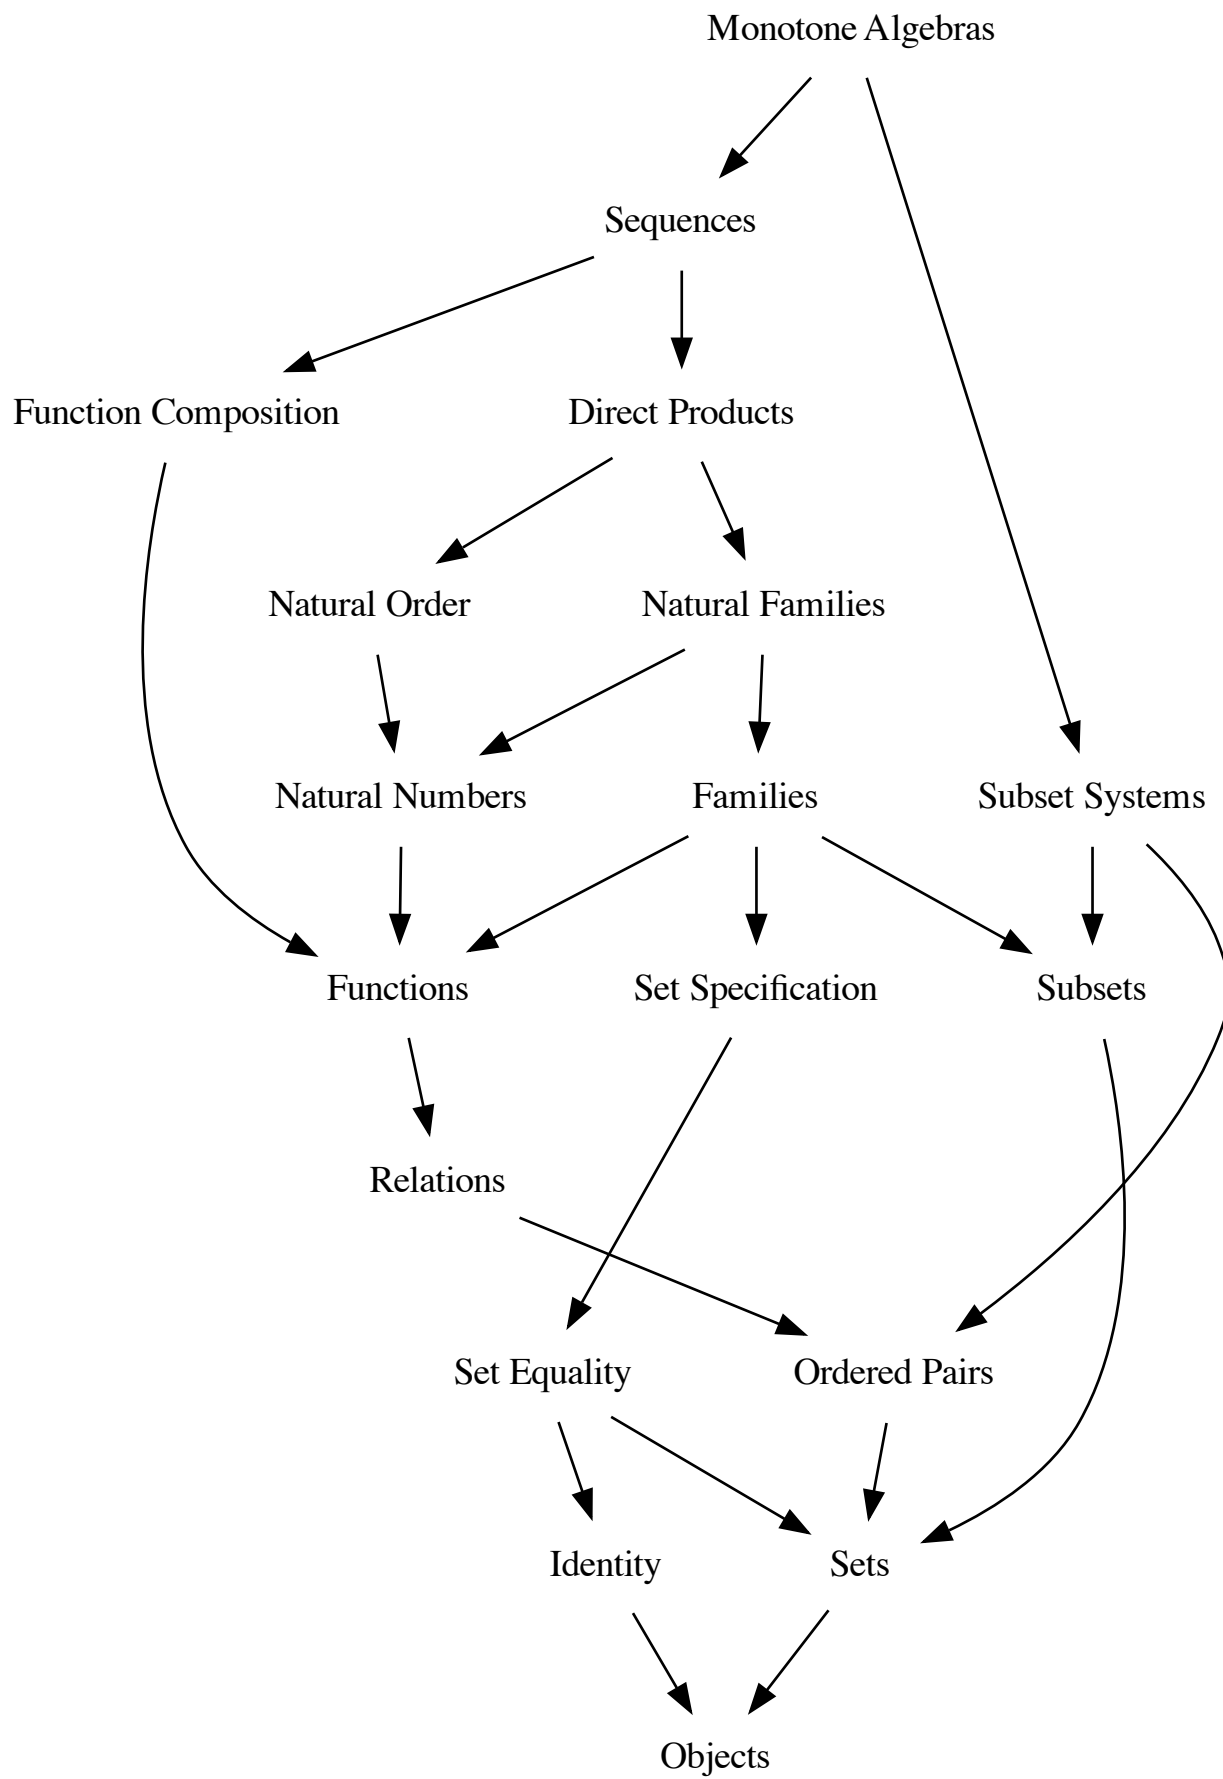 Monotone Algebras
Sequences
Function Composition
Direct Products
Natural Order
Natural Families
Natural Numbers
Families
Subset Systems
Functions
Set Specification
Subsets
Relations
Set Equality
Ordered Pairs
Identity
Sets
Objects